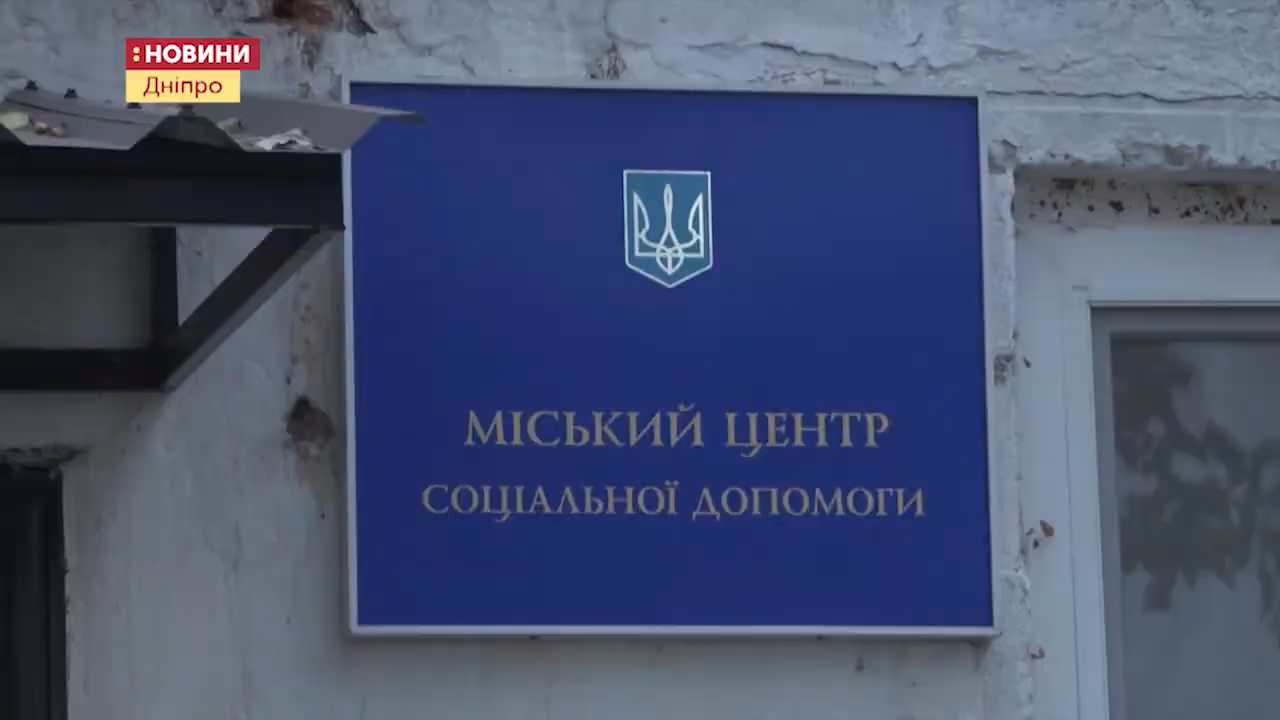 :НОВИНИ
Дніпро
МІСЬКИЙ ЦЕНТР
СОЦІАЛЬНОЇ ДОПОМОГИ